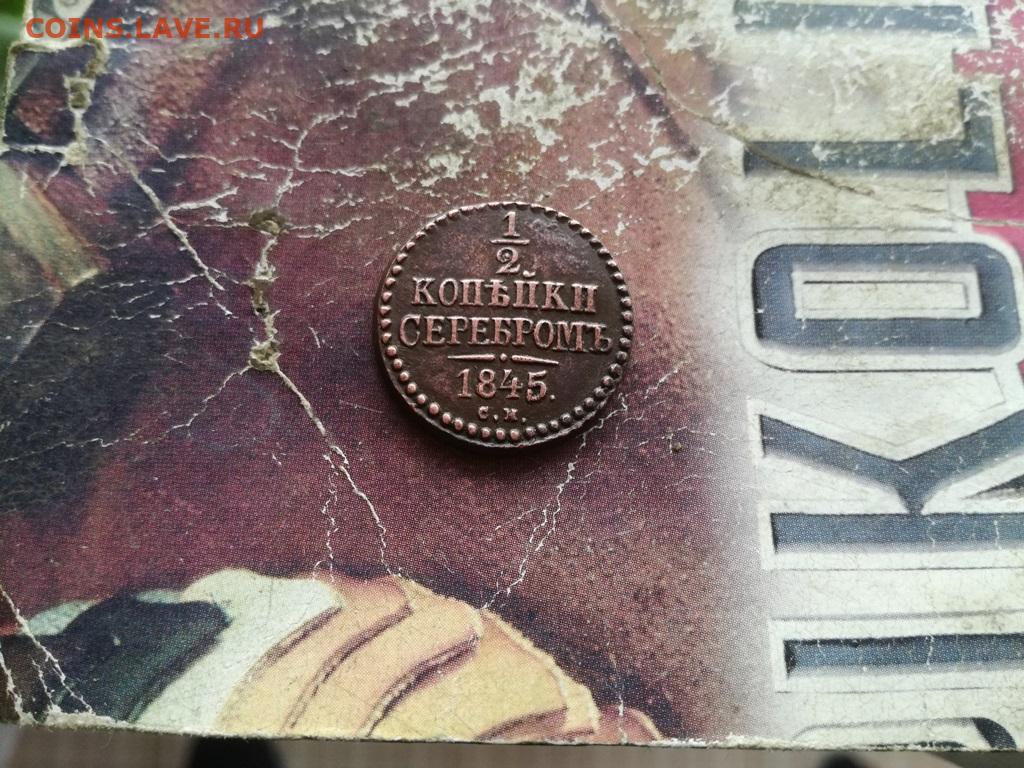 COINS.LAVE.RU
1
2
КОПѢЙКИ
СЕРЕБРОМЪ
1845.
С.М.